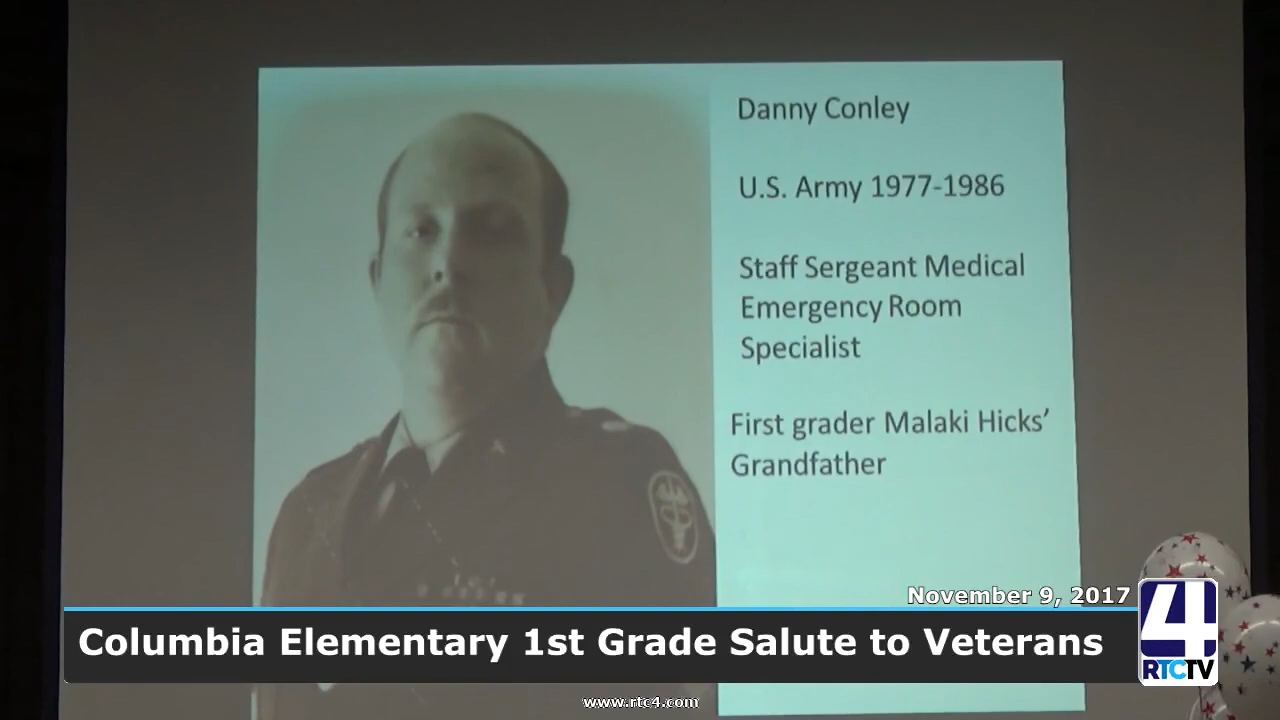 Danny Conley
U.S. Army 1977-1986
Staff Sergeant Medical
Emergency Room
Specialist
First grader Malaki Hicks’
Grandfather
November 9, 2017
Columbia Elementary 1st Grade Salute to Veterans
4
RTCTV
www.rtc4.com